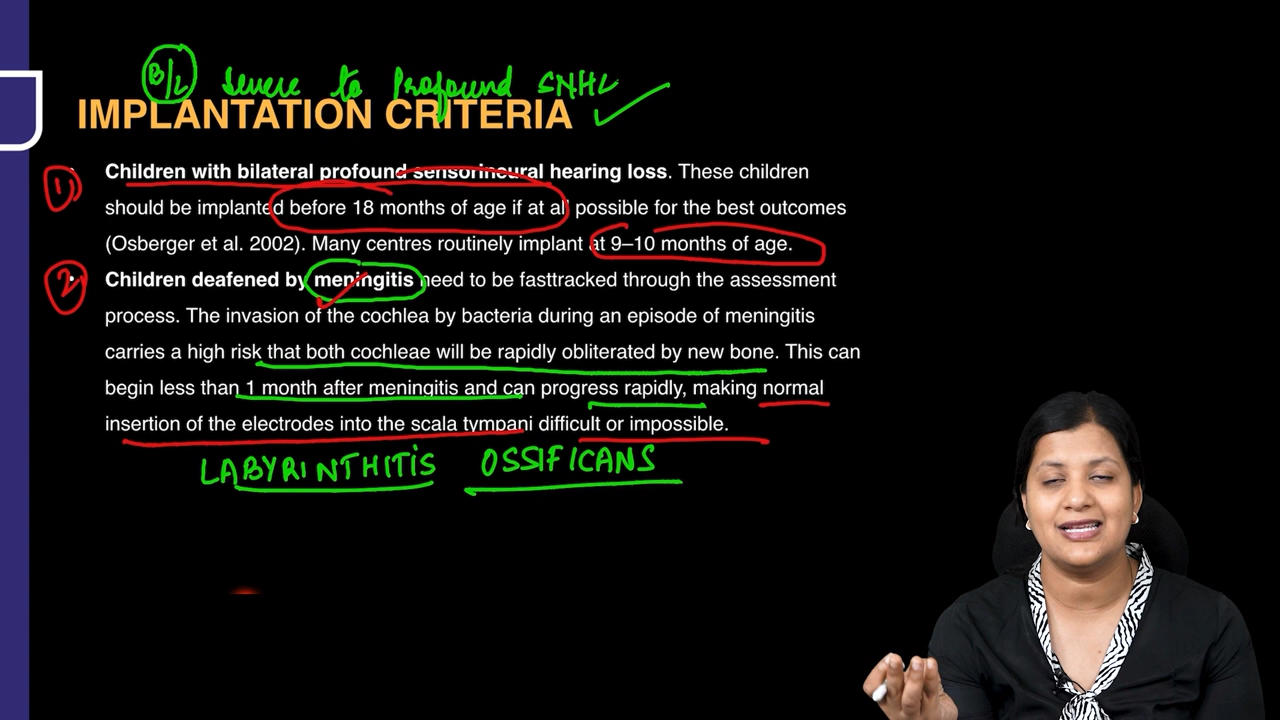 B/L Severe to Profound SNHL
IMPLANTATION CRITERIA
1) Children with bilateral profound sensorineural hearing loss. These children
should be implanted before 18 months of age if at all possible for the best outcomes
(Osberger et al. 2002). Many centres routinely implant at 9–10 months of age.
2 Children deafened by meningitis need to be fasttracked through the assessment
process. The invasion of the cochlea by bacteria during an episode of meningitis
carries a high risk that both cochleae will be rapidly obliterated by new bone. This can
begin less than 1 month after meningitis and can progress rapidly, making normal
insertion of the electrodes into the scala tympani difficult or impossible.
LABYRINTHITIS OSSIFICANS